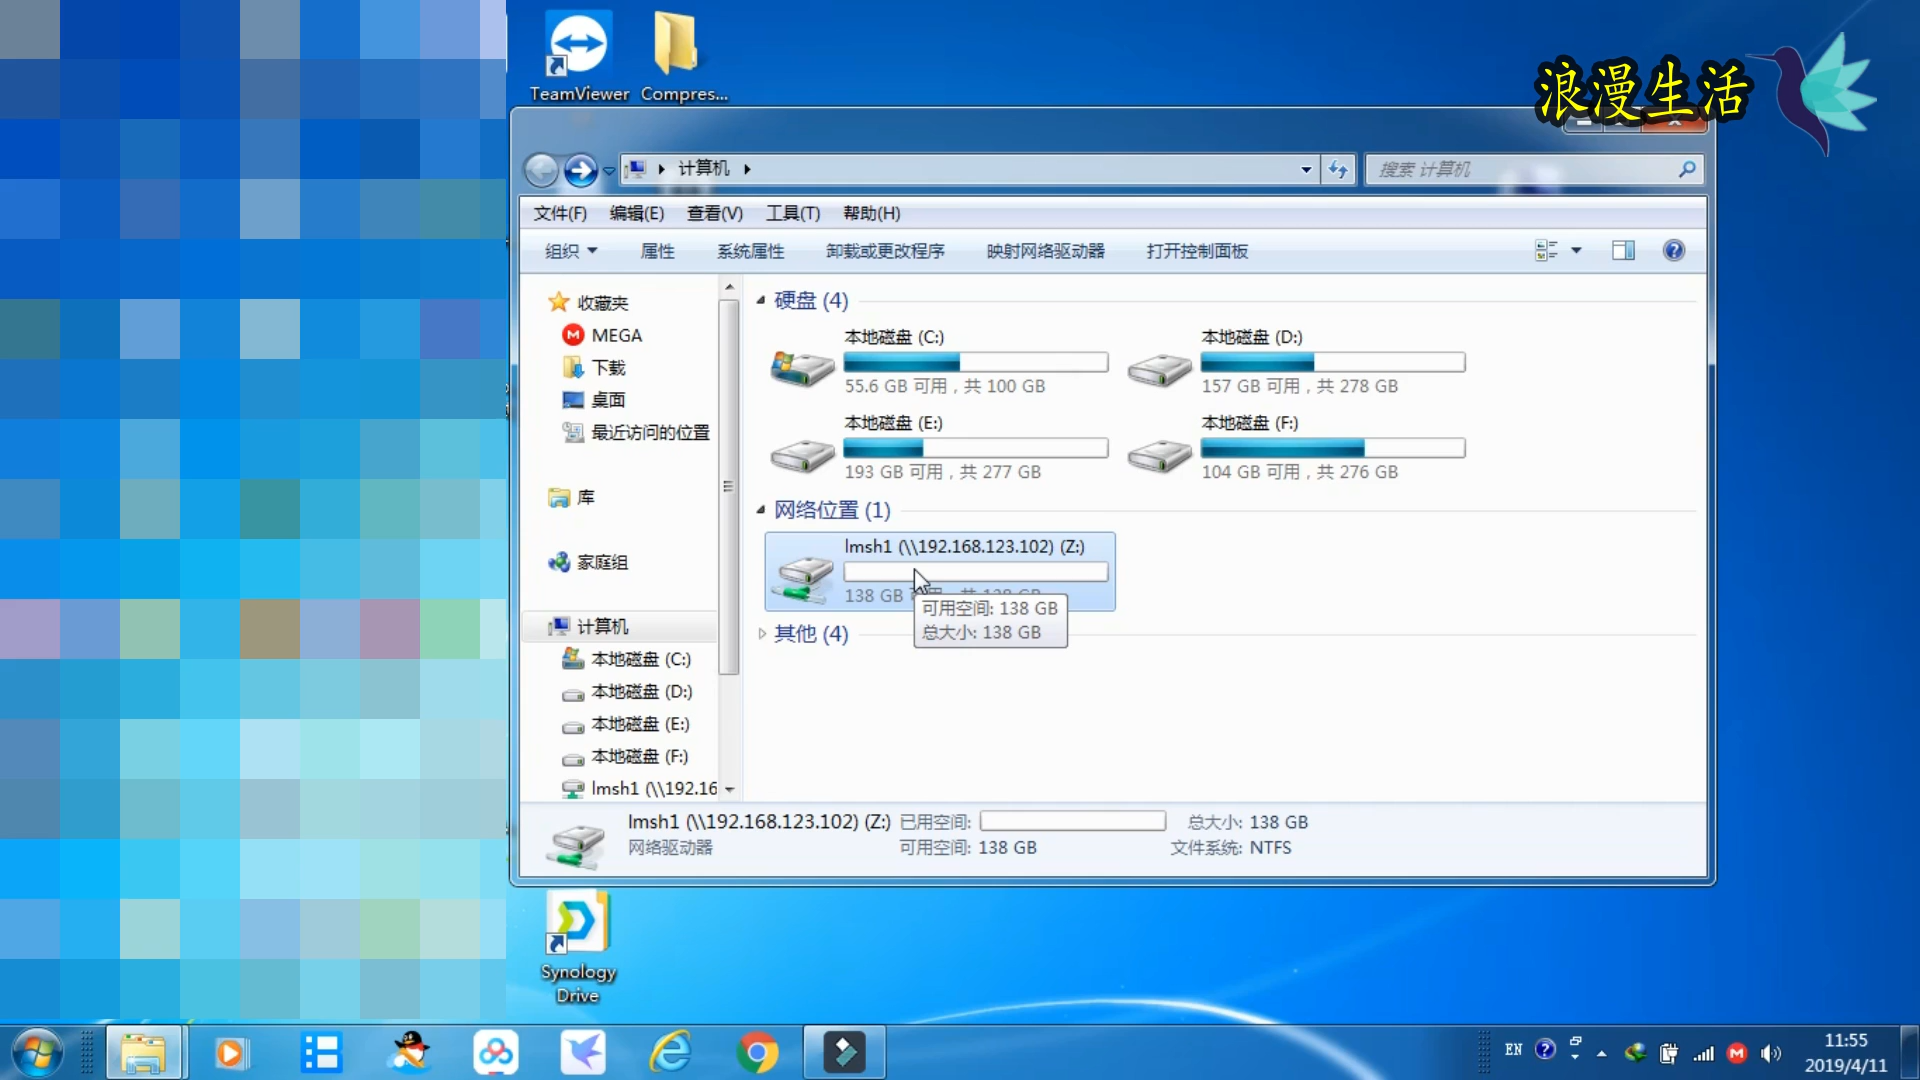 TeamViewer
Compres...
浪漫生活
计算机
搜索 计算机
文件(F) 编辑(E) 查看(V) 工具(T) 帮助(H)
组织 属性 系统属性 卸载或更改程序 映射网络驱动器 打开控制面板
收藏夹
MEGA
下载
桌面
最近访问的位置
库
家庭组
计算机
本地磁盘 (C:)
本地磁盘 (D:)
本地磁盘 (E:)
本地磁盘 (F:)
lmsh1 (\\192.16
硬盘 (4)
本地磁盘 (C:)
55.6 GB 可用，共 100 GB
本地磁盘 (D:)
157 GB 可用，共 278 GB
本地磁盘 (E:)
193 GB 可用，共 277 GB
本地磁盘 (F:)
104 GB 可用，共 276 GB
网络位置 (1)
lmsh1 (\\192.168.123.102) (Z:)
138 GB
可用空间: 138 GB
总大小: 138 GB
其他 (4)
lmsh1 (\\192.168.123.102) (Z:) 已用空间: 总大小: 138 GB
网络驱动器 可用空间: 138 GB 文件系统: NTFS
Synology
Drive
EN
11:55
2019/4/11